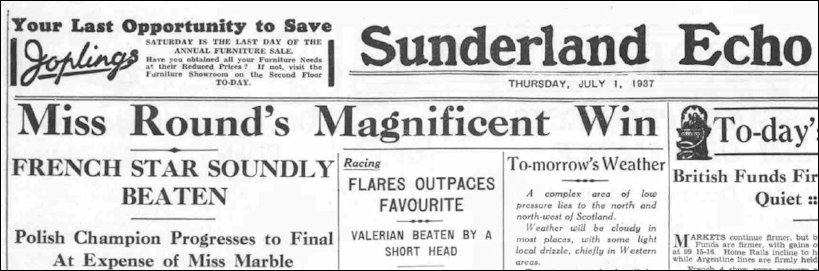 Your Last Opportunity to Save
Joplings
SATURDAY IS THE LAST DAY OF THE
ANNUAL FURNITURE SALE.
Have you obtained all your Furniture Needs
at their Reduced Prices? If not, visit the
Furniture Showroom on the Second Floor
TO-DAY.
Sunderland Echo
THURSDAY, JULY 1, 1937
Miss Round's Magnificent Win
FRENCH STAR SOUNDLY
BEATEN
Polish Champion Progresses to Final
At Expense of Miss Marble
Racing
FLARES OUTPACES
FAVOURITE
VALERIAN BEATEN BY A
SHORT HEAD
To-morrow's Weather
A complex area of low
pressure lies to the north and
north-west of Scotland.
Weather will be cloudy in
most places, with some light
local drizzle, chiefly in Western
areas.
To-day's
British Funds Fir
Quiet ::
MARKETS continue firmer, but b
Funds are firmer, with gains o
at 99 15-16. Home Rails inclined to
while Argentine lines are firmly held